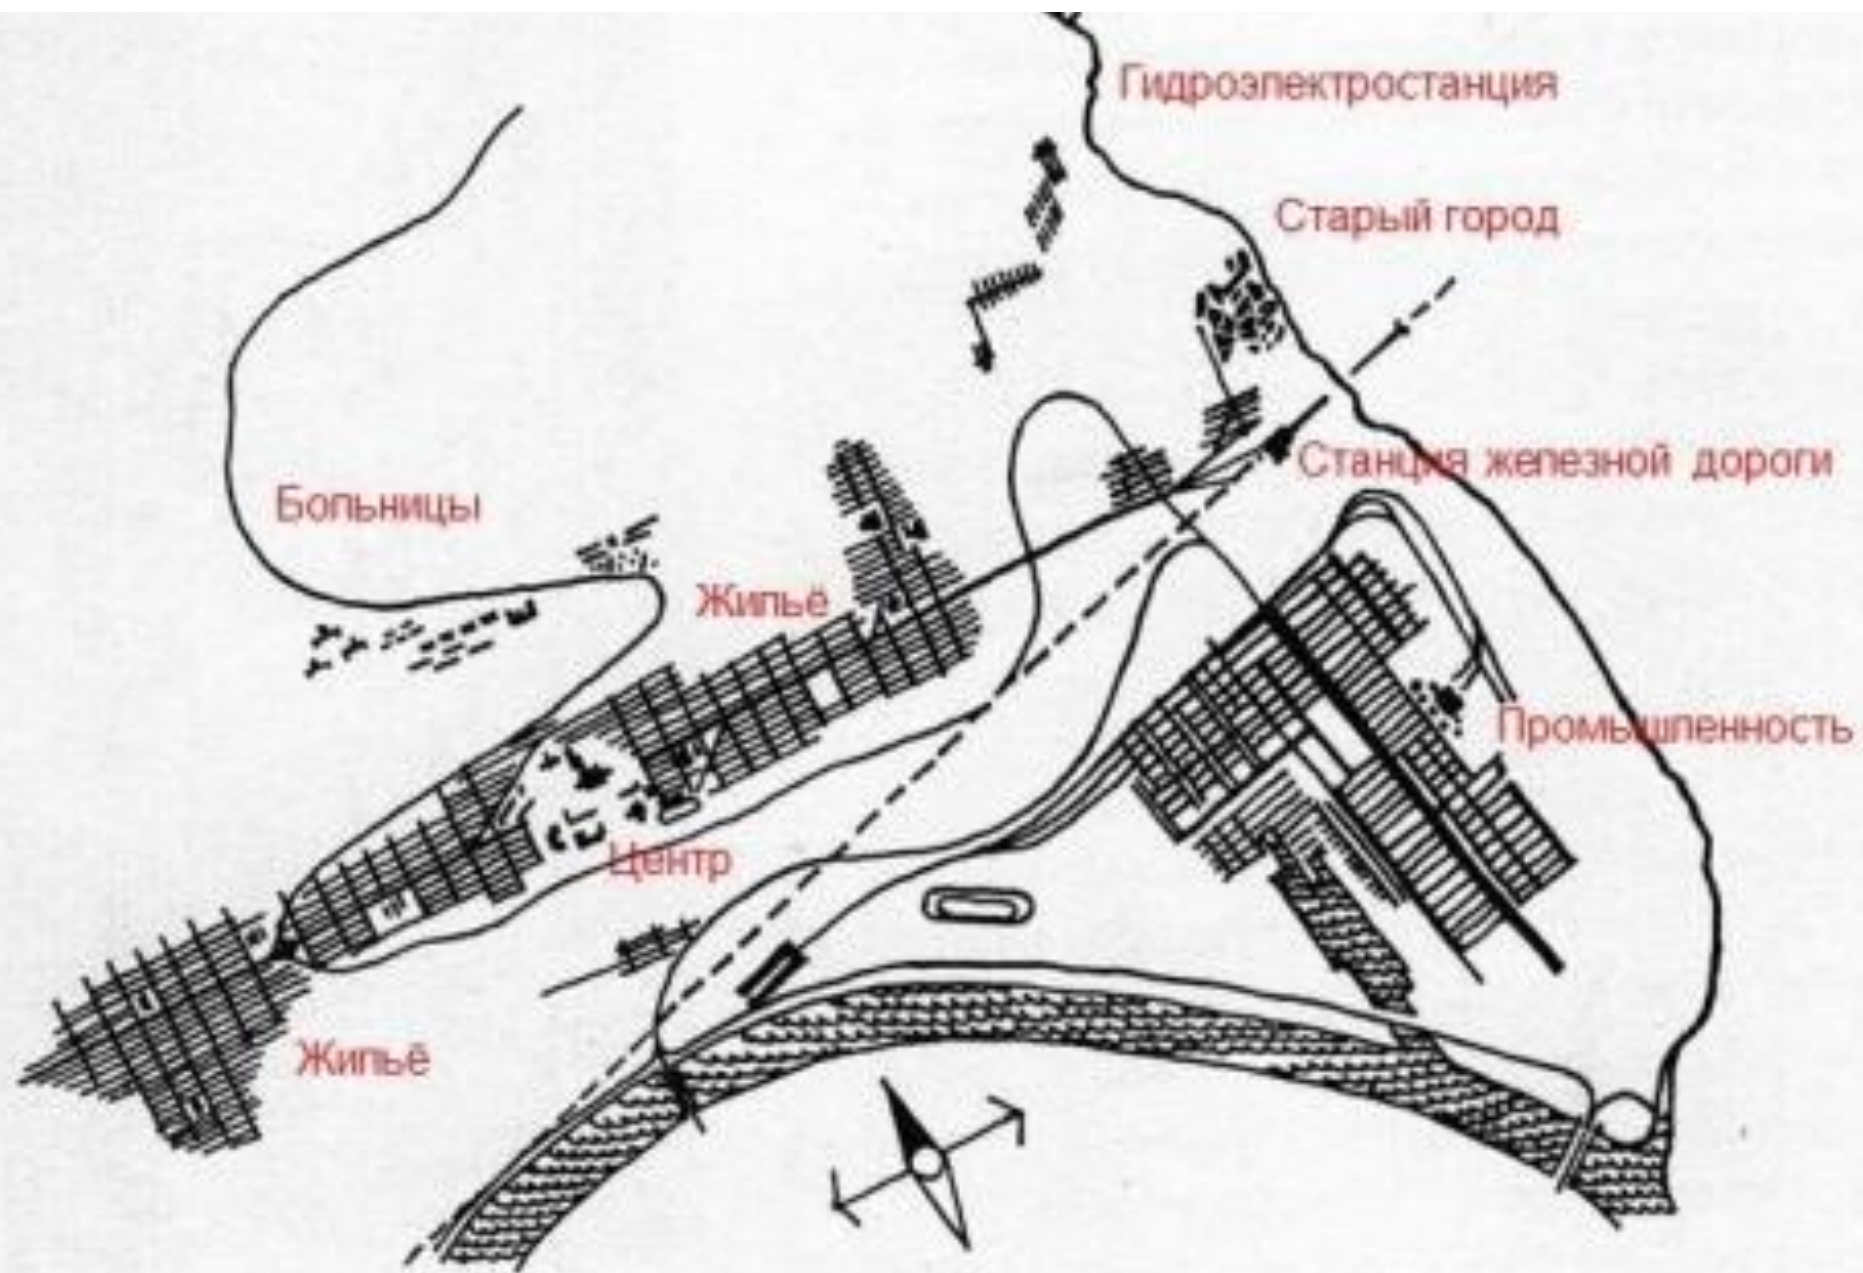 Гидроэлектростанция
Старый город
Станция железной дороги
Больницы
Жильё
Промышленность
Центр
Жильё